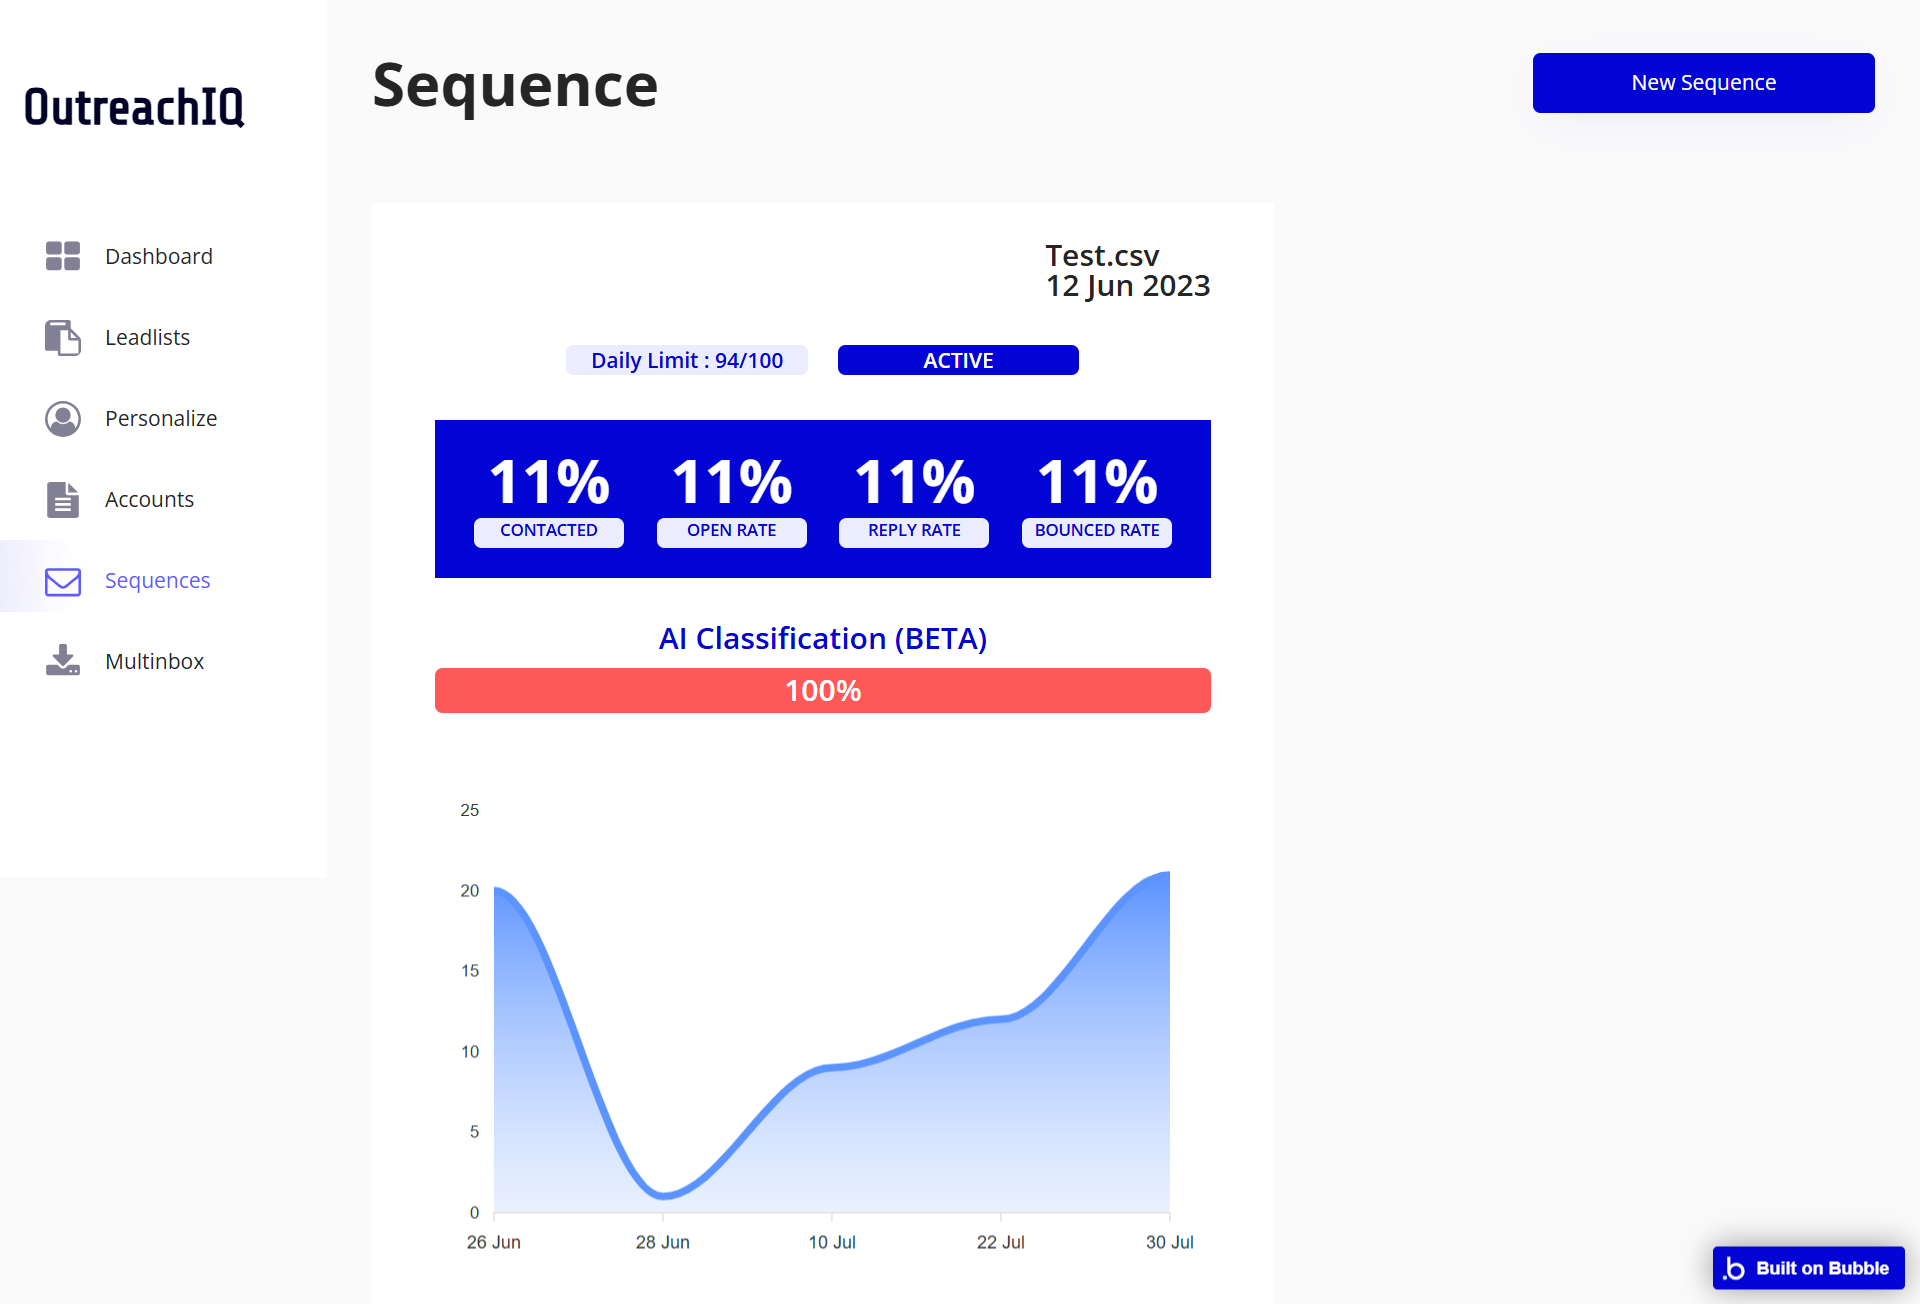 OutreachIQ
Dashboard
Leadlists
Personalize
Accounts
Sequences
Multinbox
Sequence
New Sequence
Test.csv
12 Jun 2023
Daily Limit : 94/100
ACTIVE
11% 11% 11% 11%
CONTACTED OPEN RATE REPLY RATE BOUNCED RATE
AI Classification (BETA)
100%
25
20
15
10
5
0
26 Jun 28 Jun 10 Jul 22 Jul 30 Jul
Built on Bubble